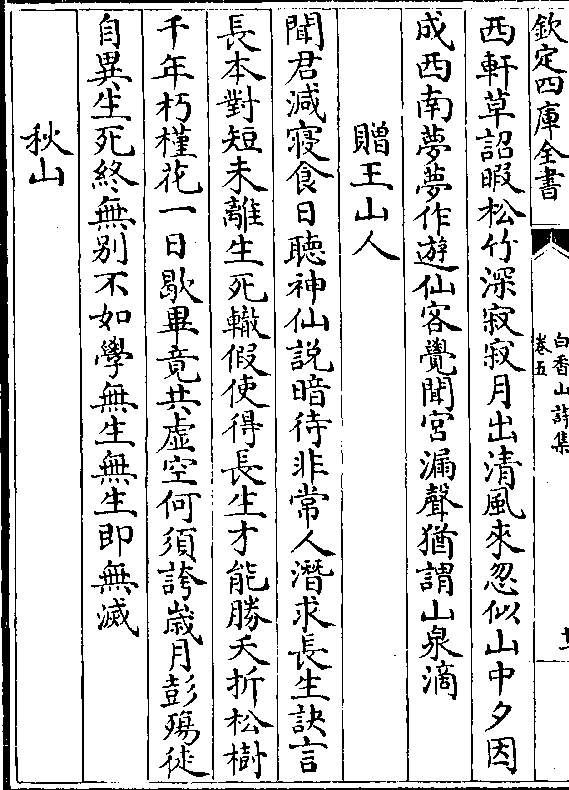 欽定四庫全書
白香山詩集
卷五
西軒草詔暇松竹深寂寂月出清風來忽似山中夕因
成西南夢夢作遊仙客覺聞宮漏聲猶謂山泉滴
贈王山人
聞君減寢食日聽神仙説暗待非常人潛求長生訣言
長本對短未離生死轍假使得長生才能勝夭折松樹
千年朽槿花一日歇畢竟共虛空何須誇歲月彭殤徒
自異生死終無别不如學無生無生即無滅
秋山